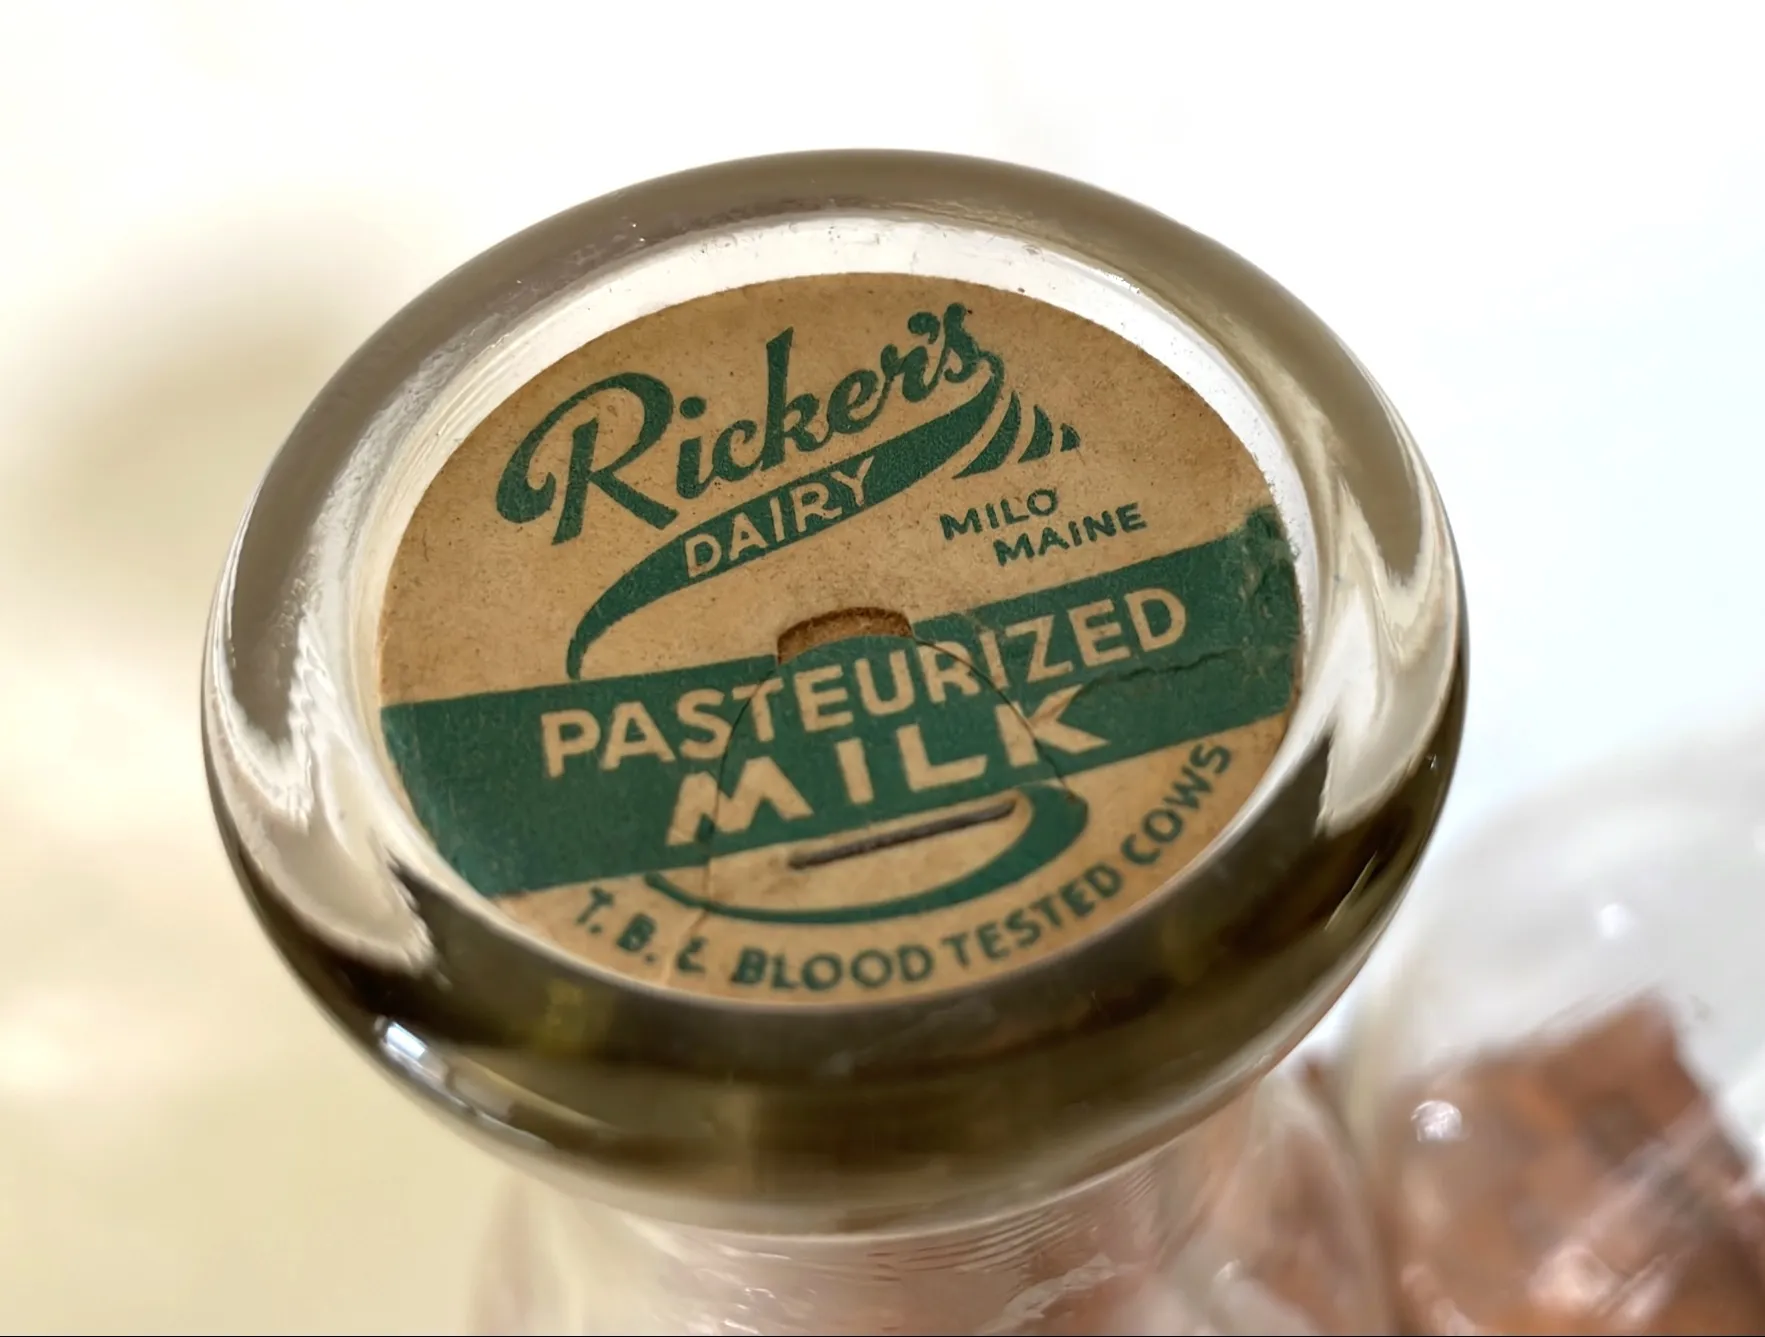 Ricker's
DAIRY
MILO
MAINE
PASTEURIZED
MILK
T. B. & BLOOD TESTED COWS